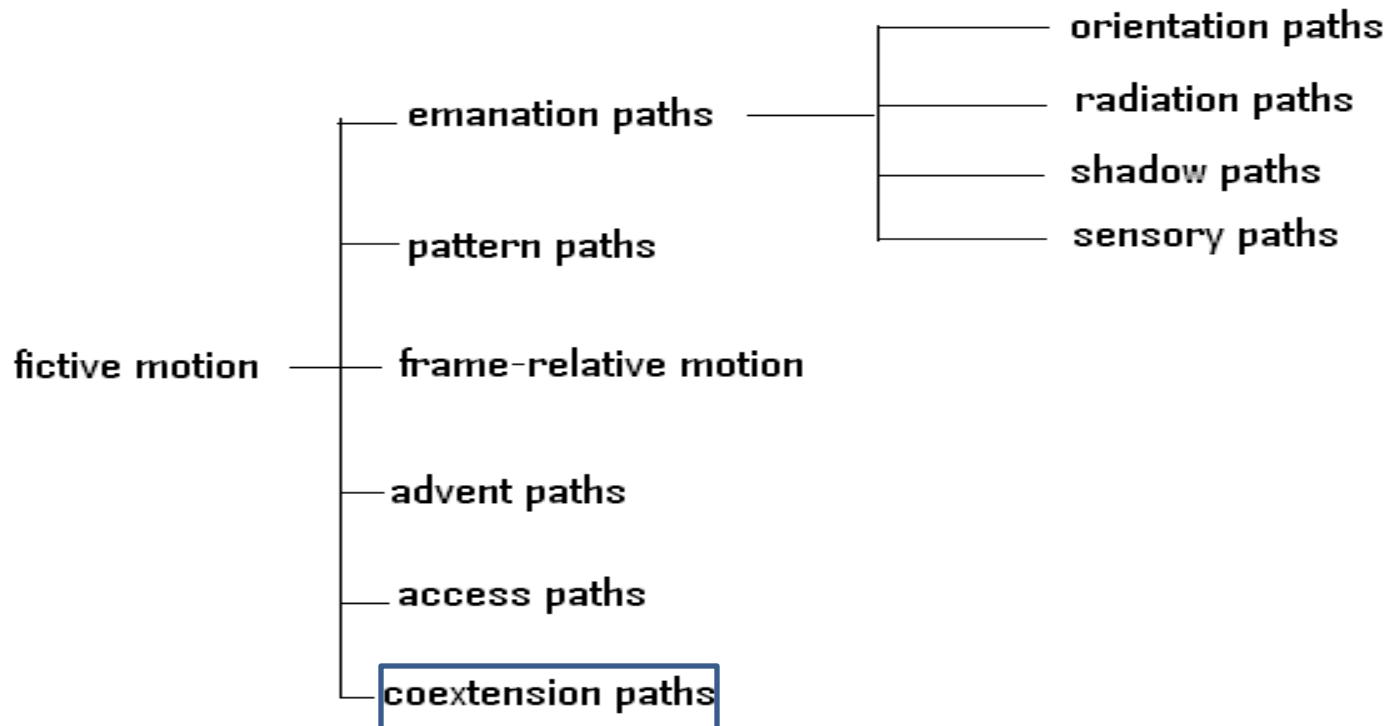 orientation paths
emanation paths
radiation paths
shadow paths
sensory paths
pattern paths
fictive motion
frame-relative motion
advent paths
access paths
coextension paths